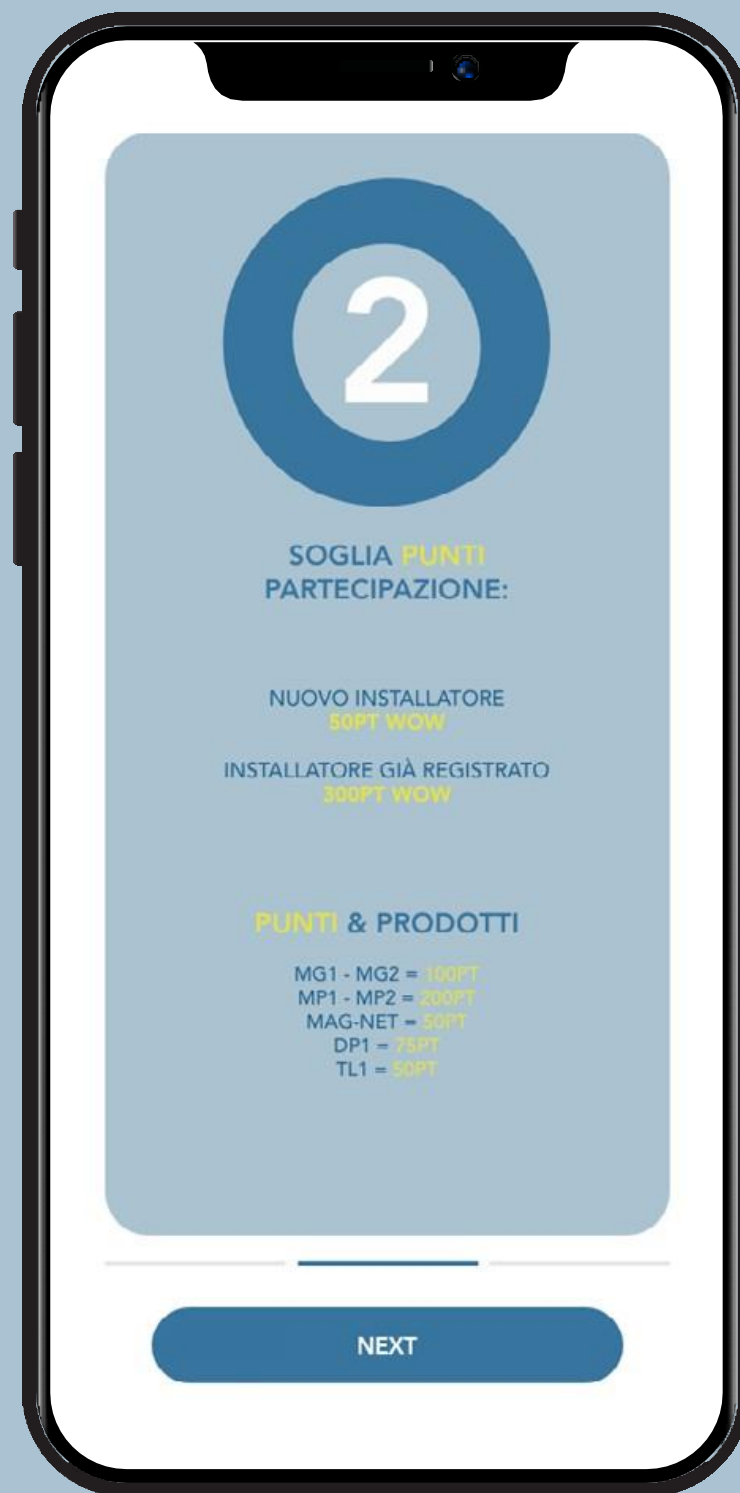 2
SOGLIA PUNTI
PARTECIPAZIONE:
NUOVO INSTALLATORE
50PT WOW
INSTALLATORE GIÀ REGISTRATO
300PT WOW
PUNTI & PRODOTTI
MG1 - MG2 = 100PT
MP1 - MP2 = 200PT
MAG-NET = 50PT
DP1 = 75PT
TL1 = 50PT
NEXT